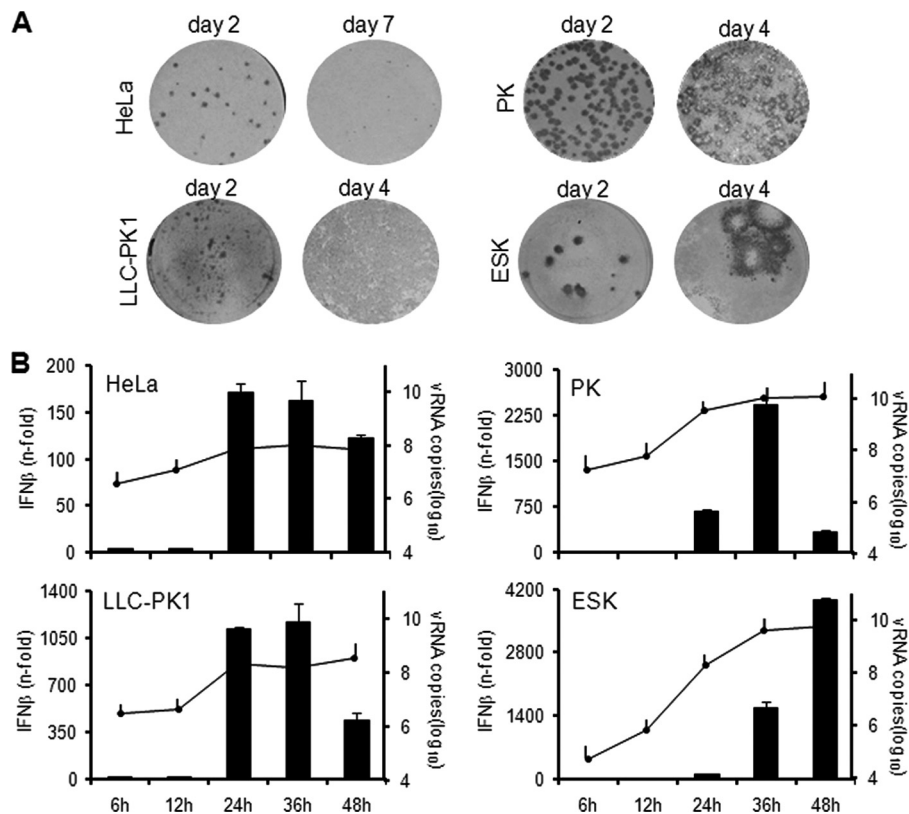 A
day 2 day 7
HeLa
day 2 day 4
PK
day 2 day 4
LLC-PK1
day 2 day 4
ESK
B
HeLa
IFNβ (n-fold)
200
150
100
50
0
10
8
6
4
vRNA copies(log10)
PK
IFNβ (n-fold)
3000
2250
1500
750
0
10
8
6
4
vRNA copies(log10)
LLC-PK1
IFNβ (n-fold)
1400
1050
700
350
0
10
8
6
4
vRNA copies(log10)
6h 12h 24h 36h 48h
ESK
IFNβ (n-fold)
4200
2800
1400
0
10
8
6
4
vRNA copies(log10)
6h 12h 24h 36h 48h